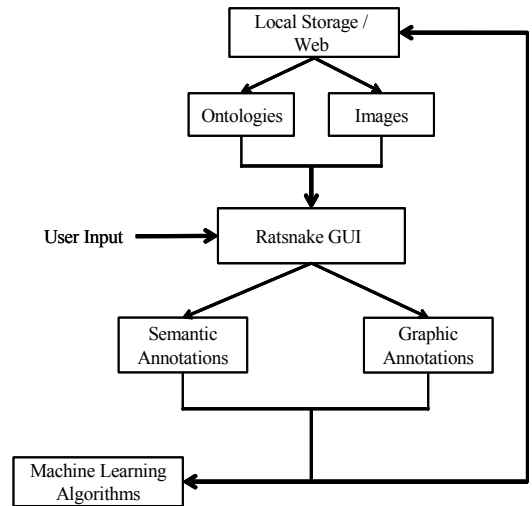 Local Storage /
Web
Ontologies
Images
User Input
Ratsnake GUI
Semantic
Annotations
Graphic
Annotations
Machine Learning
Algorithms